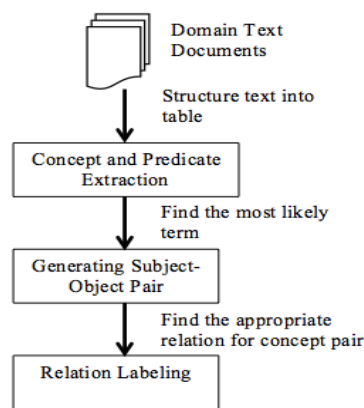 Domain Text
Documents
Structure text into
table
Concept and Predicate
Extraction
Find the most likely
term
Generating Subject-
Object Pair
Find the appropriate
relation for concept pair
Relation Labeling